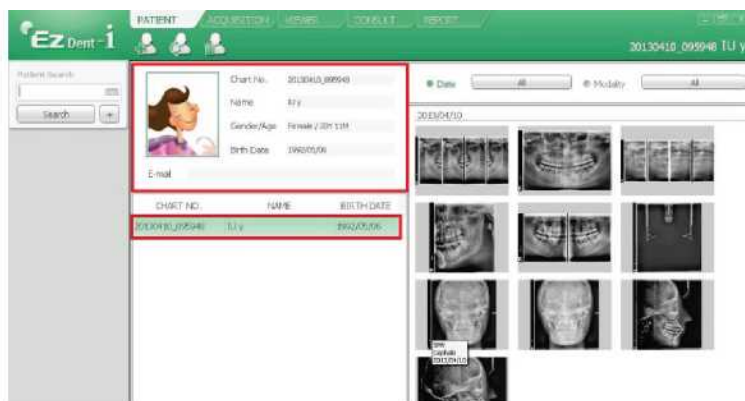 Ez Dent-i
PATIENT ACQUISITION VIEWER CONSULT REPORT
20130410_095948 IU y
Patient Search
Search +
Chart No. 20130410_095948
Name IU y
Gender/Age Female / 20Y 11M
Birth Date 1992/05/06
E-mail
CHART NO. NAME BIRTH DATE
20130410_095948 IU y 1992/05/06
Date All Modality All
2013/04/10
Cephalo
2013/04/10